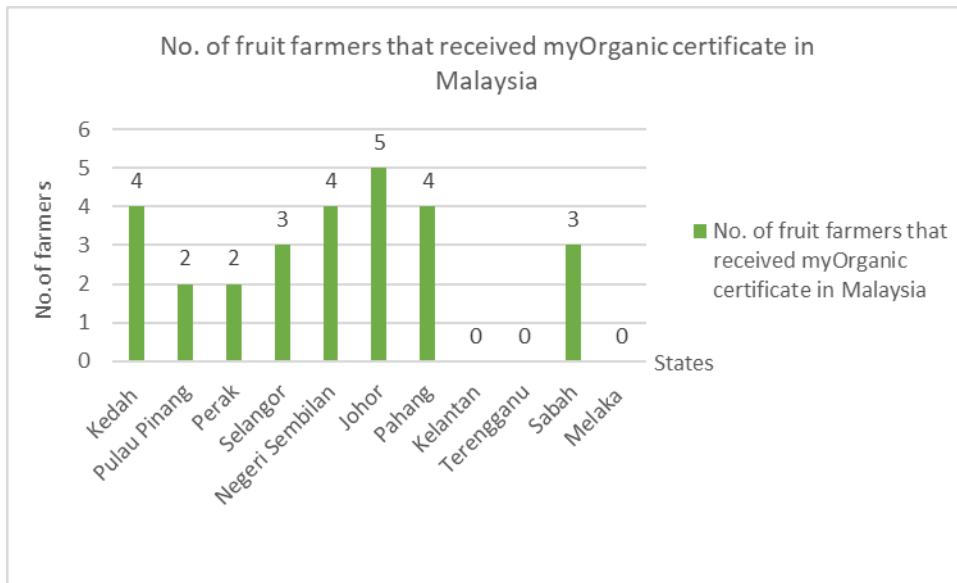 No. of fruit farmers that received myOrganic certificate in
Malaysia
No.of farmers
6
5
4
3
2
1
0
4
2
2
3
4
5
4
0
0
3
0
Kedah
Pulau Pinang
Perak
Selangor
Negeri Sembilan
Johor
Pahang
Kelantan
Terengganu
Sabah
Melaka
States
No. of fruit farmers that
received myOrganic
certificate in Malaysia